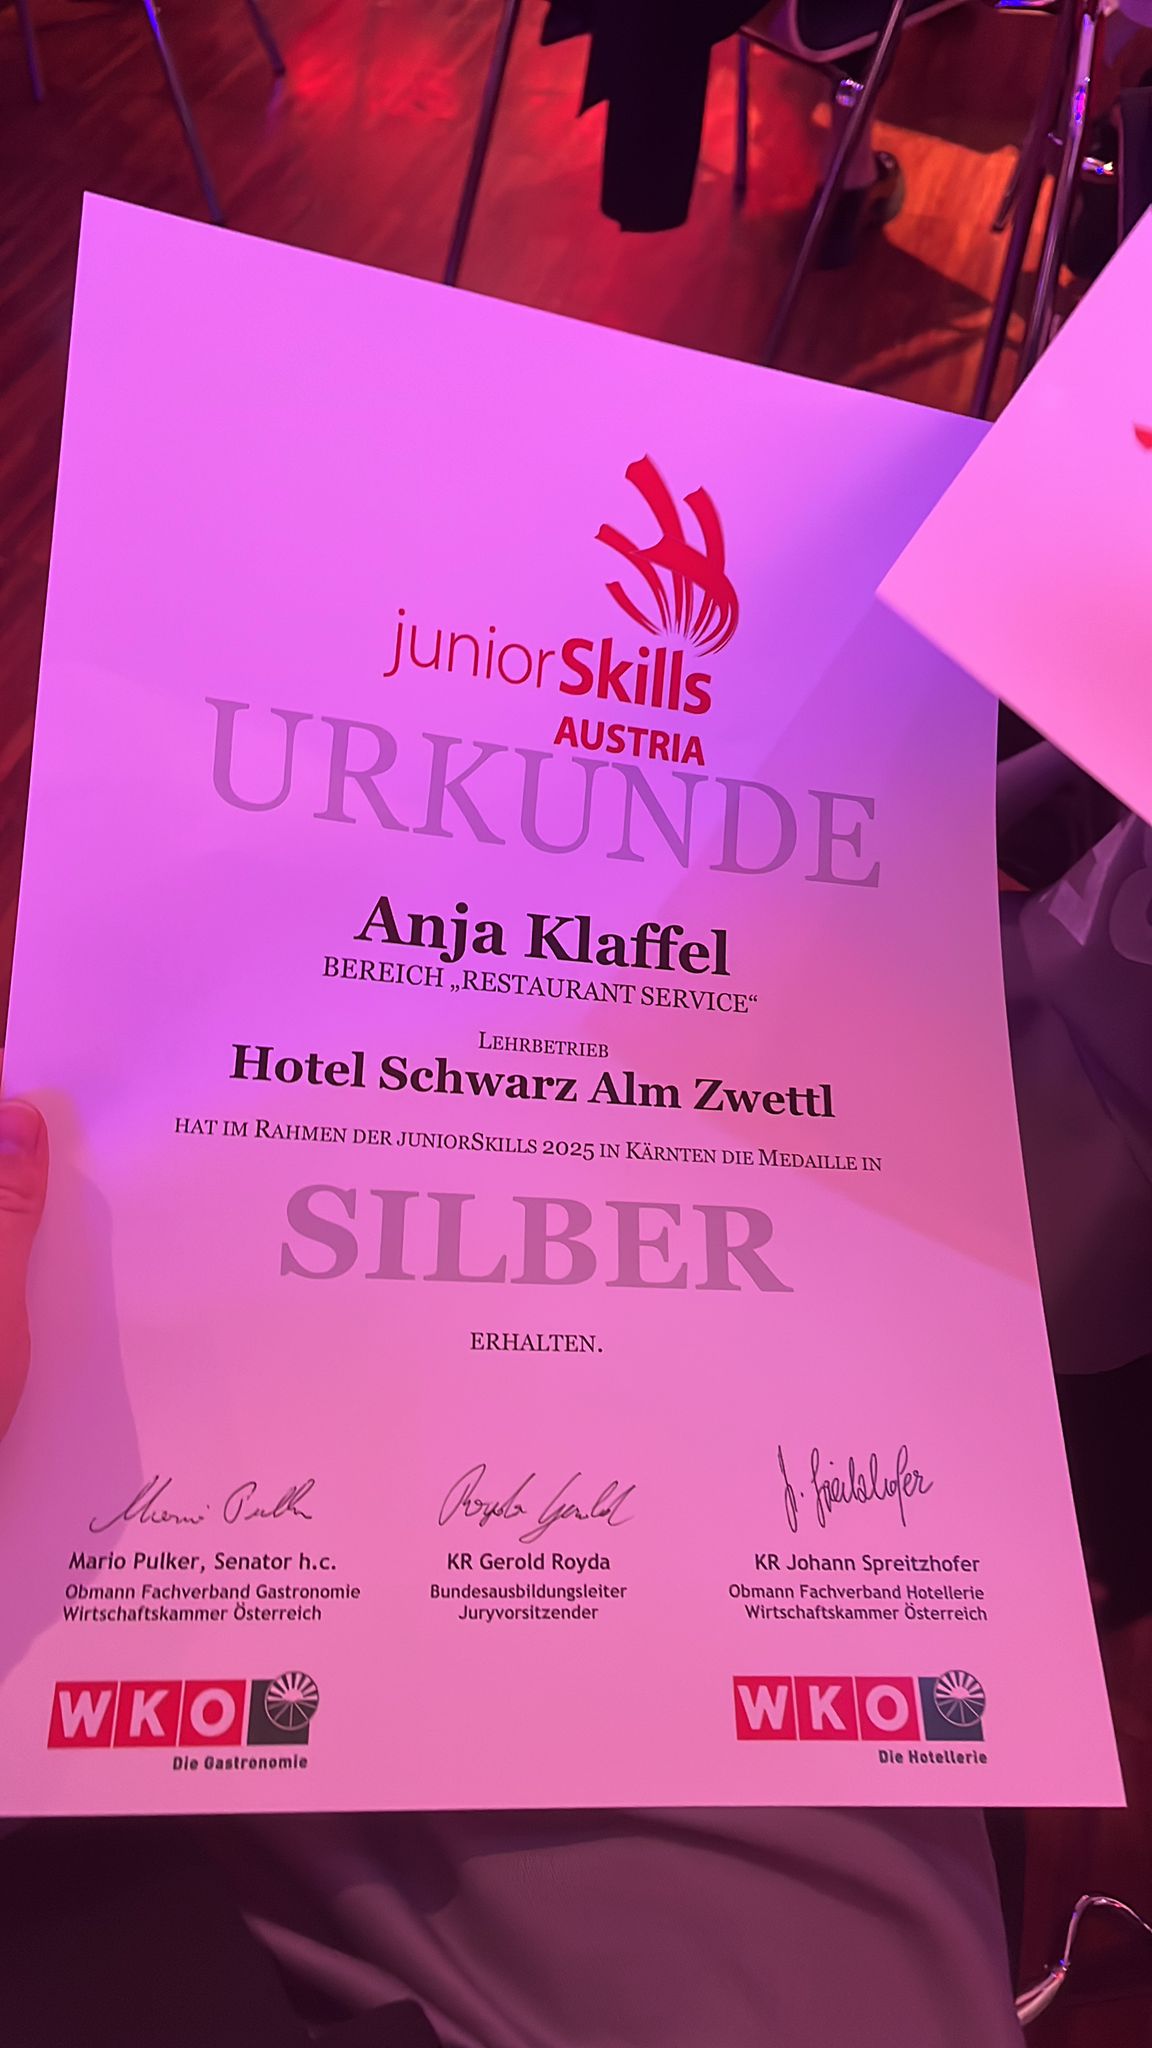 juniorSkills
AUSTRIA
URKUNDE
Anja Klaffel
BEREICH „RESTAURANT SERVICE“
LEHRBETRIEB
Hotel Schwarz Alm Zwettl
HAT IM RAHMEN DER JUNIORSKILLS 2025 IN KÄRNTEN DIE MEDAILLE IN
SILBER
ERHALTEN.
Mario Pulker, Senator h.c.
Obmann Fachverband Gastronomie
Wirtschaftskammer Österreich
KR Gerold Royda
Bundesausbildungsleiter
Juryvorsitzender
KR Johann Spreitzhofer
Obmann Fachverband Hotellerie
Wirtschaftskammer Österreich
WKO
Die Gastronomie
WKO
Die Hotellerie